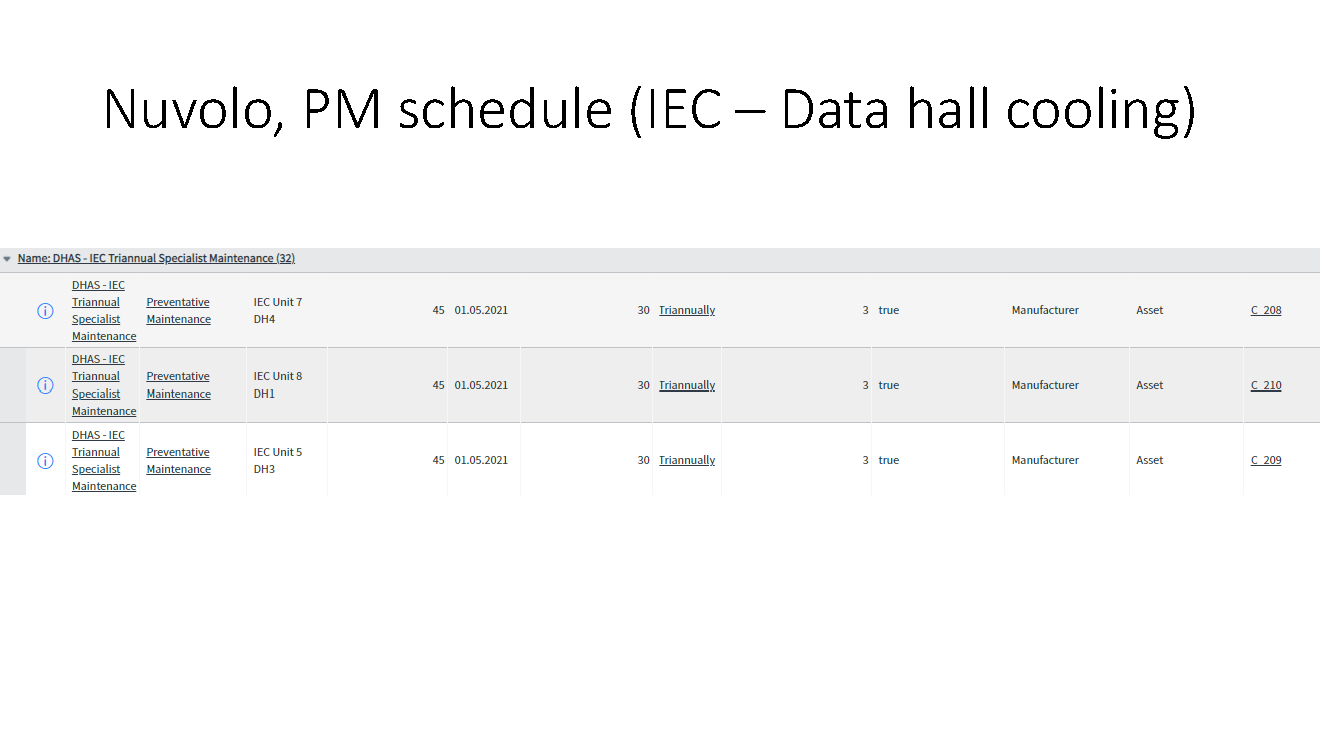 Nuvolo, PM schedule (IEC – Data hall cooling)
Name: DHAS - IEC Triannual Specialist Maintenance (32)
DHAS - IEC
Triannual
Specialist
Maintenance
Preventative
Maintenance
IEC Unit 7
DH4
45
01.05.2021
30
Triannually
3
true
Manufacturer
Asset
C_208
DHAS - IEC
Triannual
Specialist
Maintenance
Preventative
Maintenance
IEC Unit 8
DH1
45
01.05.2021
30
Triannually
3
true
Manufacturer
Asset
C_210
DHAS - IEC
Triannual
Specialist
Maintenance
Preventative
Maintenance
IEC Unit 5
DH3
45
01.05.2021
30
Triannually
3
true
Manufacturer
Asset
C_209